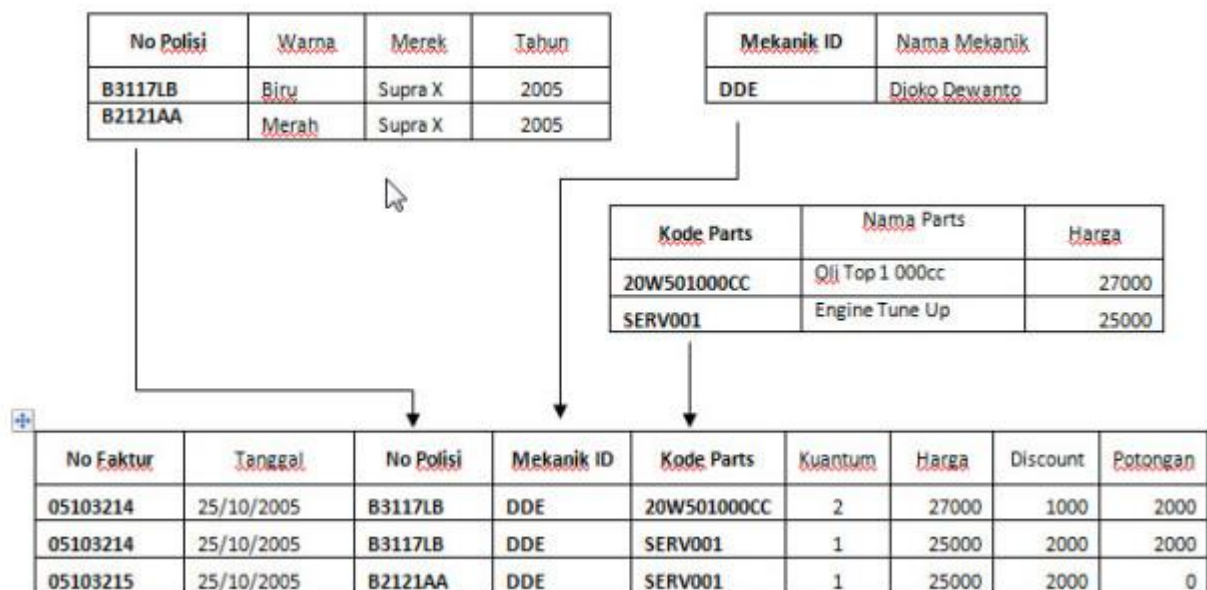 No Polisi Warna Merek Tahun
B3117LB Biru Supra X 2005
B2121AA Merah Supra X 2005
Mekanik ID Nama Mekanik
DDE Djoko Dewanto
Kode Parts Nama Parts Harga
20W501000CC Oli Top 1 000cc 27000
SERV001 Engine Tune Up 25000
No Faktur Tanggal No Polisi Mekanik ID Kode Parts Kuantum Harga Discount Potongan
05103214 25/10/2005 B3117LB DDE 20W501000CC 2 27000 1000 2000
05103214 25/10/2005 B3117LB DDE SERV001 1 25000 2000 2000
05103215 25/10/2005 B2121AA DDE SERV001 1 25000 2000 0